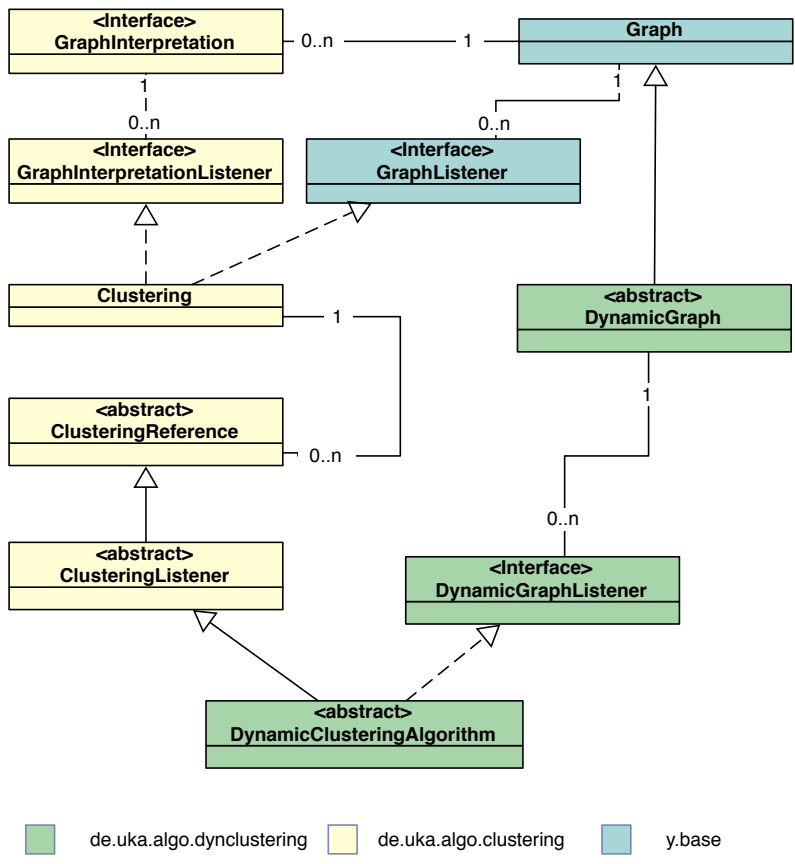 <Interface>
GraphInterpretation
0..n
1
Graph
1
0..n
1
0..n
<Interface>
GraphInterpretationListener
<Interface>
GraphListener
Clustering
1
<abstract>
DynamicGraph
1
<abstract>
ClusteringReference
0..n
0..n
<abstract>
ClusteringListener
<Interface>
DynamicGraphListener
<abstract>
DynamicClusteringAlgorithm
de.uka.algo.dynclustering
de.uka.algo.clustering
y.base